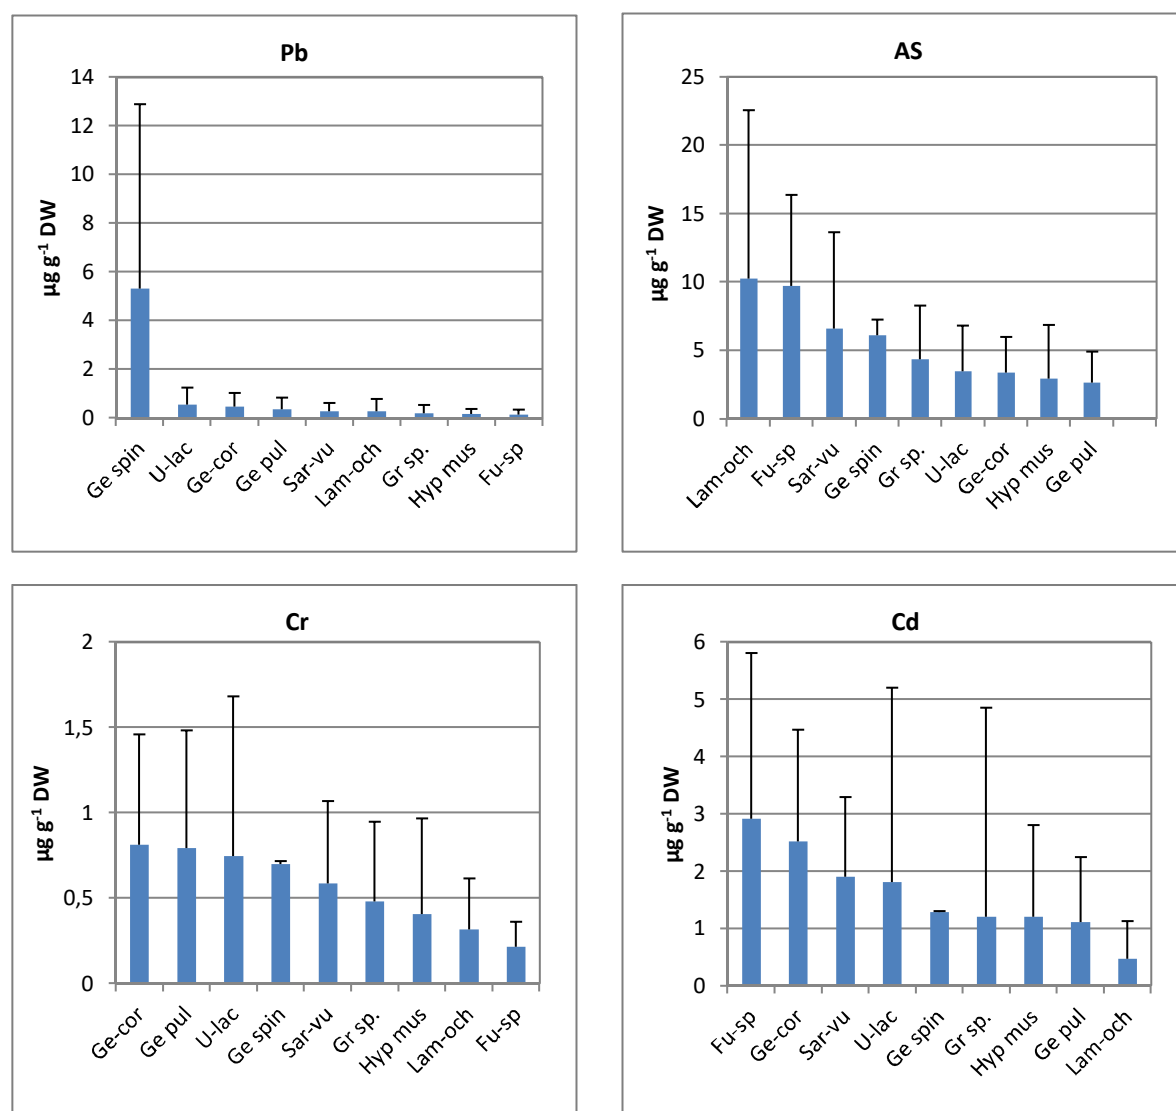 Pb
14
12
10
8
6
4
2
0
µg g-1 DW
Ge spin
U-lac
Ge-cor
Ge pul
Sar-vu
Lam-och
Gr sp.
Hyp mus
Fu-sp
AS
25
20
15
10
5
0
µg g-1 DW
Lam-och
Fu-sp
Sar-vu
Ge spin
Gr sp.
U-lac
Ge-cor
Hyp mus
Ge pul
Cr
2
1,5
1
0,5
0
µg g-1 DW
Ge-cor
Ge pul
U-lac
Ge spin
Sar-vu
Gr sp.
Hyp mus
Lam-och
Fu-sp
Cd
6
5
4
3
2
1
0
µg g-1 DW
Fu-sp
Ge-cor
Sar-vu
U-lac
Ge spin
Gr sp.
Hyp mus
Ge pul
Lam-och